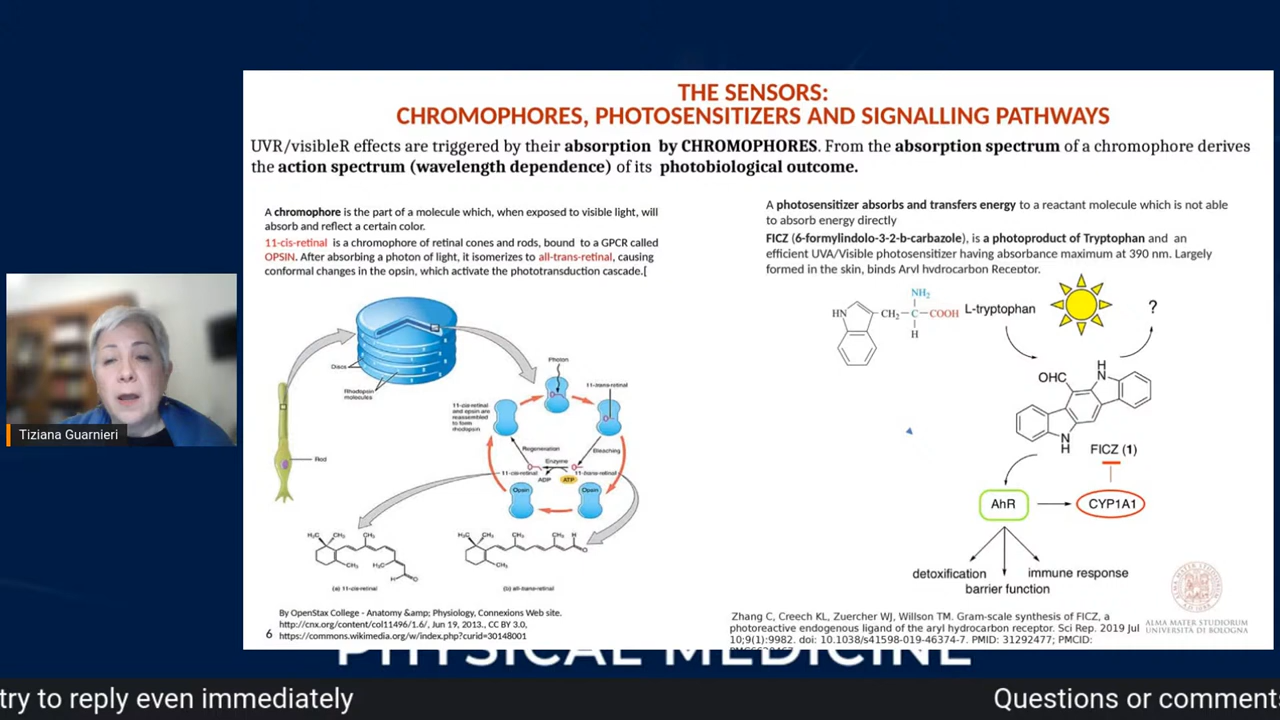 THE SENSORS:
CHROMOPHORES, PHOTOSENSITIZERS AND SIGNALLING PATHWAYS
UVR/visibleR effects are triggered by their absorption by CHROMOPHORES. From the absorption spectrum of a chromophore derives
the action spectrum (wavelength dependence) of its photobiological outcome.
A chromophore is the part of a molecule which, when exposed to visible light, will
absorb and reflect a certain color.
11-cis-retinal is a chromophore of retinal cones and rods, bound to a GPCR called
OPSIN. After absorbing a photon of light, it isomerizes to all-trans-retinal, causing
conformal changes in the opsin, which activate the phototransduction cascade.[
Discs
Rhodopsin
molecules
Rod
Photon
11-cis-retinal
and opsin are
reassembled
to form
rhodopsin
11-trans-retinal
Regeneration
Bleaching
Enzyme
11-cis-retinal
11-trans-retinal
ADP
ATP
Opsin
Opsin
H₃C
CH₃
CH₃
CH₃
H₃C
H
O
(a) 11-cis-retinal
H₃C
CH₃
CH₃
CH₃
H
O
CH₃
(b) all-trans-retinal
By OpenStax College - Anatomy &amp; Physiology, Connexions Web site.
http://cnx.org/content/col11496/1.6/, Jun 19, 2013., CC BY 3.0,
https://commons.wikimedia.org/w/index.php?curid=30148001
6
A photosensitizer absorbs and transfers energy to a reactant molecule which is not able
to absorb energy directly
FICZ (6-formylindolo-3-2-b-carbazole), is a photoproduct of Tryptophan and an
efficient UVA/Visible photosensitizer having absorbance maximum at 390 nm. Largely
formed in the skin, binds Aryl hydrocarbon Receptor.
NH₂
HN
CH₂
C
COOH
H
L-tryptophan
?
OHC
H
N
N
H
FICZ (1)
AhR
CYP1A1
detoxification
immune response
barrier function
Zhang C, Creech KL, Zuercher WJ, Willson TM. Gram-scale synthesis of FICZ, a
photoreactive endogenous ligand of the aryl hydrocarbon receptor. Sci Rep. 2019 Jul
10;9(1):9982. doi: 10.1038/s41598-019-46374-7. PMID: 31292477; PMCID:
ALMA MATER STUDIORUM
UNIVERSITÀ DI BOLOGNA
Tiziana Guarnieri
PHYSICAL MEDICINE
try to reply even immediately
Questions or comments